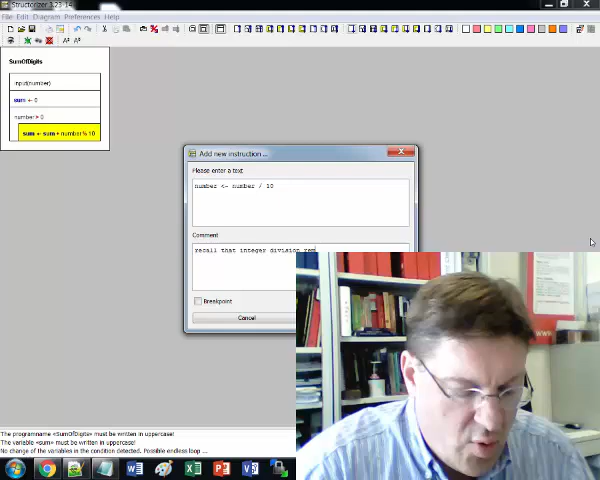 Structorizer 3.23-14
File Edit Diagram Preferences Help
SumOfDigits
input(number)
sum ← 0
number > 0
sum ← sum + number % 10
Add new instruction ...
Please enter a text
number <- number / 10
Comment
recall that integer division rem
Breakpoint
Cancel
The programname «SumOfDigits» must be written in uppercase!
The variable «sum» must be written in uppercase!
No change of the variables in the condition detected. Possible endless loop ...